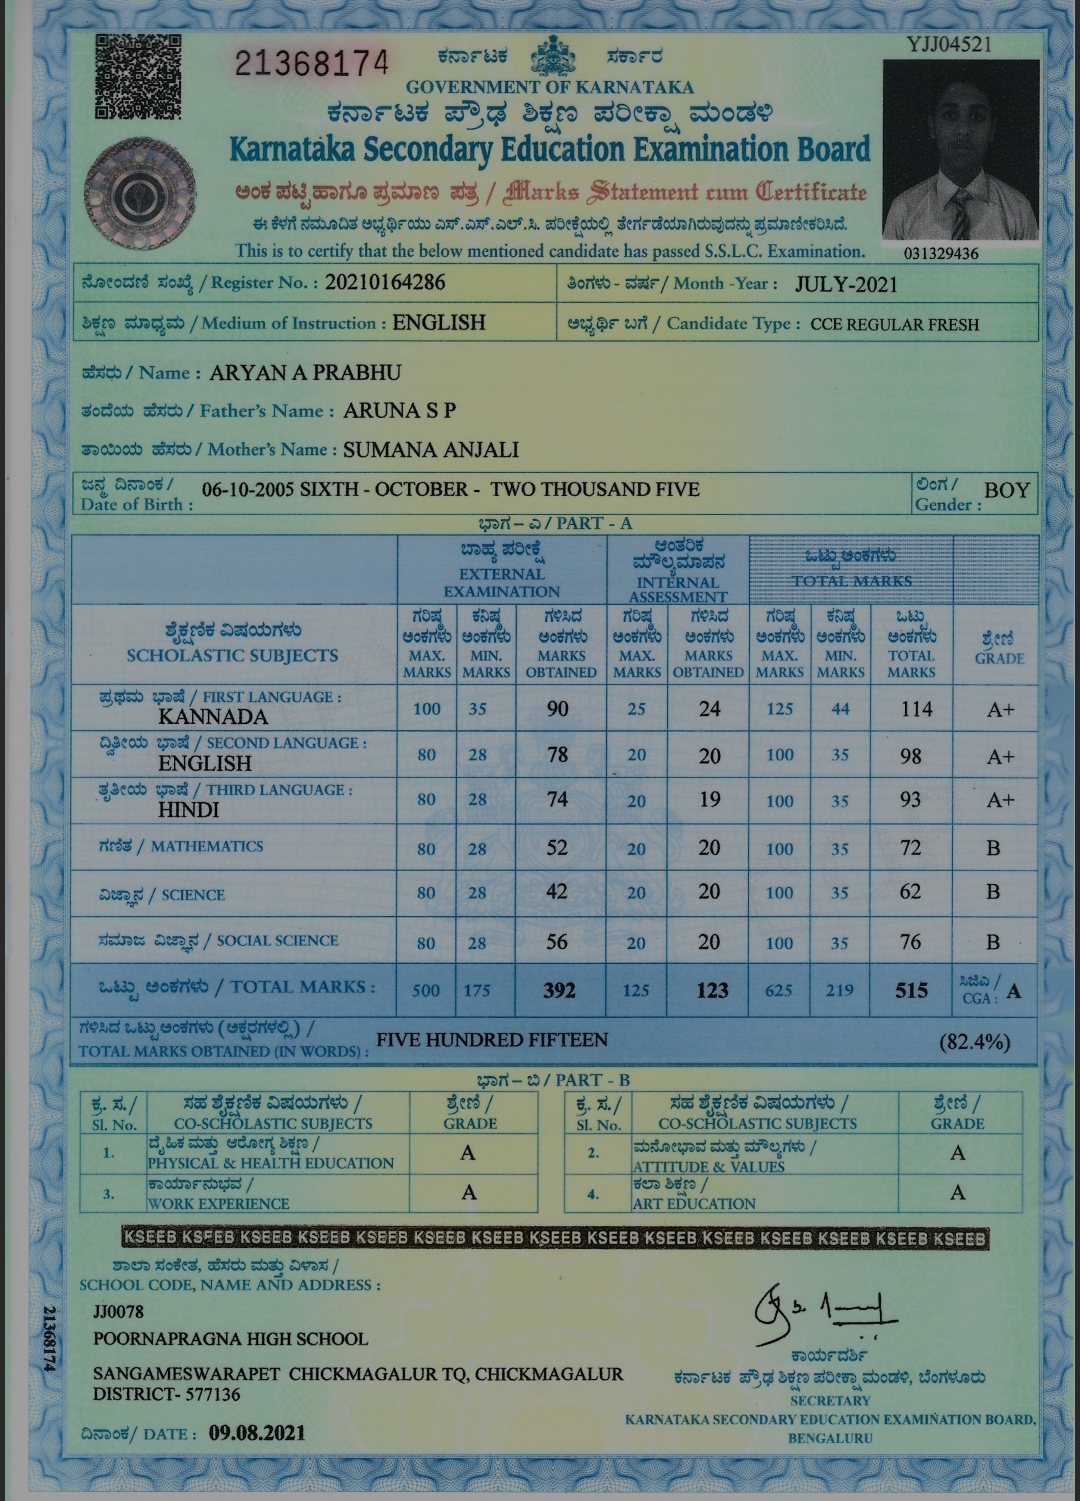 21368174
ಕರ್ನಾಟಕ ಸರ್ಕಾರ
YJJ04521
GOVERNMENT OF KARNATAKA
ಕರ್ನಾಟಕ ಪ್ರೌಢ ಶಿಕ್ಷಣ ಪರೀಕ್ಷಾ ಮಂಡಳಿ
Karnataka Secondary Education Examination Board
ಅಂಕ ಪಟ್ಟಿ ಹಾಗೂ ಪ್ರಮಾಣ ಪತ್ರ / Marks Statement cum Certificate
ಈ ಕೆಳಗೆ ನಮೂದಿತ ಅಭ್ಯರ್ಥಿಯು ಎಸ್.ಎಸ್.ಎಲ್.ಸಿ. ಪರೀಕ್ಷೆಯಲ್ಲಿ ತೇರ್ಗಡೆಯಾಗಿರುವುದನ್ನು ಪ್ರಮಾಣೀಕರಿಸಿದೆ.
This is to certify that the below mentioned candidate has passed S.S.L.C. Examination.
031329436
ನೋಂದಣಿ ಸಂಖ್ಯೆ / Register No. : 20210164286
ತಿಂಗಳು - ವರ್ಷ / Month -Year : JULY-2021
ಶಿಕ್ಷಣ ಮಾಧ್ಯಮ / Medium of Instruction : ENGLISH
ಅಭ್ಯರ್ಥಿ ಬಗೆ / Candidate Type : CCE REGULAR FRESH
ಹೆಸರು / Name : ARYAN A PRABHU
ತಂದೆಯ ಹೆಸರು / Father's Name : ARUNA S P
ತಾಯಿಯ ಹೆಸರು / Mother's Name : SUMANA ANJALI
ಜನ್ಮ ದಿನಾಂಕ / Date of Birth : 06-10-2005 SIXTH - OCTOBER - TWO THOUSAND FIVE
ಲಿಂಗ / Gender : BOY
ಭಾಗ – ಎ / PART - A
ಬಾಹ್ಯ ಪರೀಕ್ಷೆ EXTERNAL EXAMINATION
ಆಂತರಿಕ ಮೌಲ್ಯಮಾಪನ INTERNAL ASSESSMENT
ಒಟ್ಟು ಅಂಕಗಳು TOTAL MARKS
ಶೈಕ್ಷಣಿಕ ವಿಷಯಗಳು SCHOLASTIC SUBJECTS
ಗರಿಷ್ಠ ಅಂಕಗಳು MAX. MARKS
ಕನಿಷ್ಠ ಅಂಕಗಳು MIN. MARKS
ಗಳಿಸಿದ ಅಂಕಗಳು MARKS OBTAINED
ಗರಿಷ್ಠ ಅಂಕಗಳು MAX. MARKS
ಗಳಿಸಿದ ಅಂಕಗಳು MARKS OBTAINED
ಗರಿಷ್ಠ ಅಂಕಗಳು MAX. MARKS
ಕನಿಷ್ಠ ಅಂಕಗಳು MIN. MARKS
ಒಟ್ಟು ಅಂಕಗಳು TOTAL MARKS
ಶ್ರೇಣಿ GRADE
ಪ್ರಥಮ ಭಾಷೆ / FIRST LANGUAGE :
KANNADA 100 35 90 25 24 125 44 114 A+
ದ್ವಿತೀಯ ಭಾಷೆ / SECOND LANGUAGE :
ENGLISH 80 28 78 20 20 100 35 98 A+
ತೃತೀಯ ಭಾಷೆ / THIRD LANGUAGE :
HINDI 80 28 74 20 19 100 35 93 A+
ಗಣಿತ / MATHEMATICS 80 28 52 20 20 100 35 72 B
ವಿಜ್ಞಾನ / SCIENCE 80 28 42 20 20 100 35 62 B
ಸಮಾಜ ವಿಜ್ಞಾನ / SOCIAL SCIENCE 80 28 56 20 20 100 35 76 B
ಒಟ್ಟು ಅಂಕಗಳು / TOTAL MARKS : 500 175 392 125 123 625 219 515 ಸಿಜಿಎ / CGA : A
ಗಳಿಸಿದ ಒಟ್ಟು ಅಂಕಗಳು (ಅಕ್ಷರಗಳಲ್ಲಿ) /
TOTAL MARKS OBTAINED (IN WORDS) : FIVE HUNDRED FIFTEEN (82.4%)
ಭಾಗ – ಬಿ / PART - B
ಕ್ರ. ಸ. / Sl. No. ಸಹ ಶೈಕ್ಷಣಿಕ ವಿಷಯಗಳು / CO-SCHOLASTIC SUBJECTS ಶ್ರೇಣಿ / GRADE
ಕ್ರ. ಸ. / Sl. No. ಸಹ ಶೈಕ್ಷಣಿಕ ವಿಷಯಗಳು / CO-SCHOLASTIC SUBJECTS ಶ್ರೇಣಿ / GRADE
1. ದೈಹಿಕ ಮತ್ತು ಆರೋಗ್ಯ ಶಿಕ್ಷಣ / PHYSICAL & HEALTH EDUCATION A
2. ಮನೋಭಾವ ಮತ್ತು ಮೌಲ್ಯಗಳು / ATTITUDE & VALUES A
3. ಕಾರ್ಯಾನುಭವ / WORK EXPERIENCE A
4. ಕಲಾ ಶಿಕ್ಷಣ / ART EDUCATION A
KSEEB KSEEB KSEEB KSEEB KSEEB KSEEB KSEEB KSEEB KSEEB KSEEB KSEEB KSEEB KSEEB KSEEB KSEEB
ಶಾಲಾ ಸಂಕೇತ, ಹೆಸರು ಮತ್ತು ವಿಳಾಸ /
SCHOOL CODE, NAME AND ADDRESS :
JJ0078
POORNAPRAGNA HIGH SCHOOL
SANGAMESWARAPET CHICKMAGALUR TQ, CHICKMAGALUR
DISTRICT- 577136
ದಿನಾಂಕ/ DATE : 09.08.2021
21368174
ಕಾರ್ಯದರ್ಶಿ
ಕರ್ನಾಟಕ ಪ್ರೌಢ ಶಿಕ್ಷಣ ಪರೀಕ್ಷಾ ಮಂಡಳಿ, ಬೆಂಗಳೂರು
SECRETARY
KARNATAKA SECONDARY EDUCATION EXAMINATION BOARD,
BENGALURU